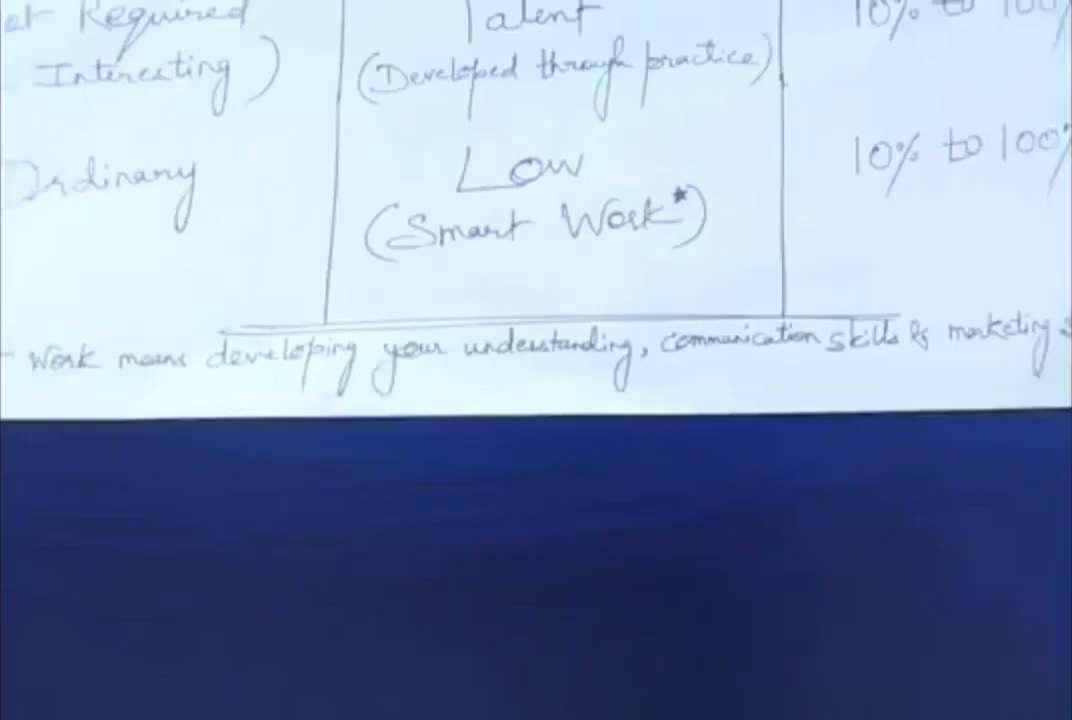 Required Talent 10% to 100
Interesting) (Developed through practice)
Ordinary Low 10% to 100%
(Smart Work*)
Work means developing your understanding, communication skills & marketing